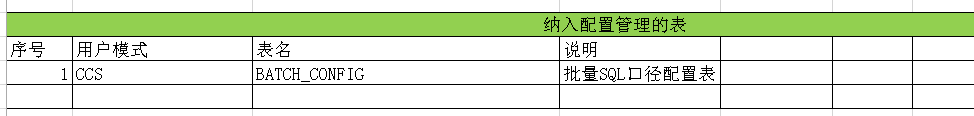 纳入配置管理的表
序号 用户模式 表名 说明
1 CCS BATCH_CONFIG 批量SQL口径配置表